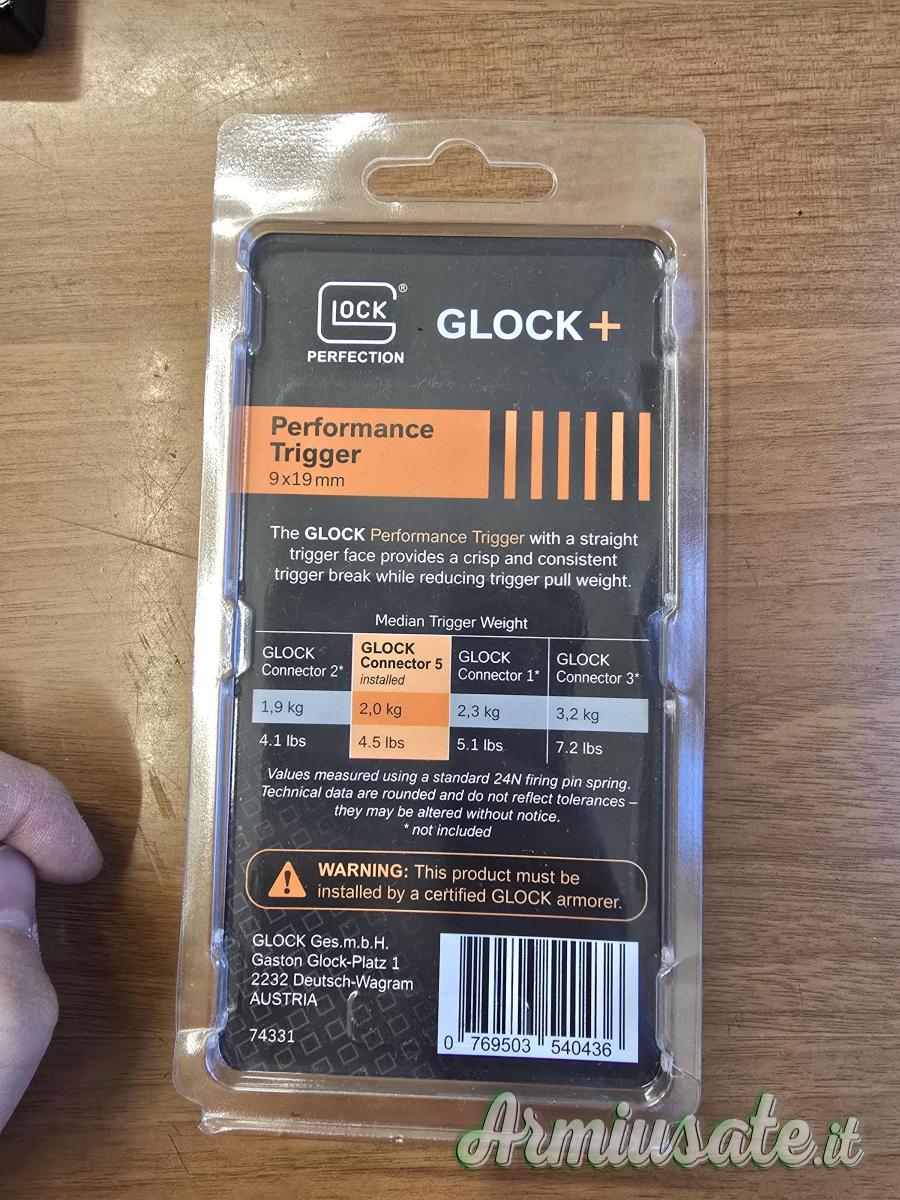 GLOCK®
PERFECTION
GLOCK+
Performance
Trigger
9x19mm
The GLOCK Performance Trigger with a straight
trigger face provides a crisp and consistent
trigger break while reducing trigger pull weight.
Median Trigger Weight
GLOCK
Connector 2*
GLOCK
Connector 5
installed
GLOCK
Connector 1*
GLOCK
Connector 3*
1,9 kg 2,0 kg 2,3 kg 3,2 kg
4.1 lbs 4.5 lbs 5.1 lbs 7.2 lbs
Values measured using a standard 24N firing pin spring.
Technical data are rounded and do not reflect tolerances –
they may be altered without notice.
* not included
WARNING: This product must be
installed by a certified GLOCK armorer.
GLOCK Ges.m.b.H.
Gaston Glock-Platz 1
2232 Deutsch-Wagram
AUSTRIA
74331
0 769503 540436
Armiusate.it